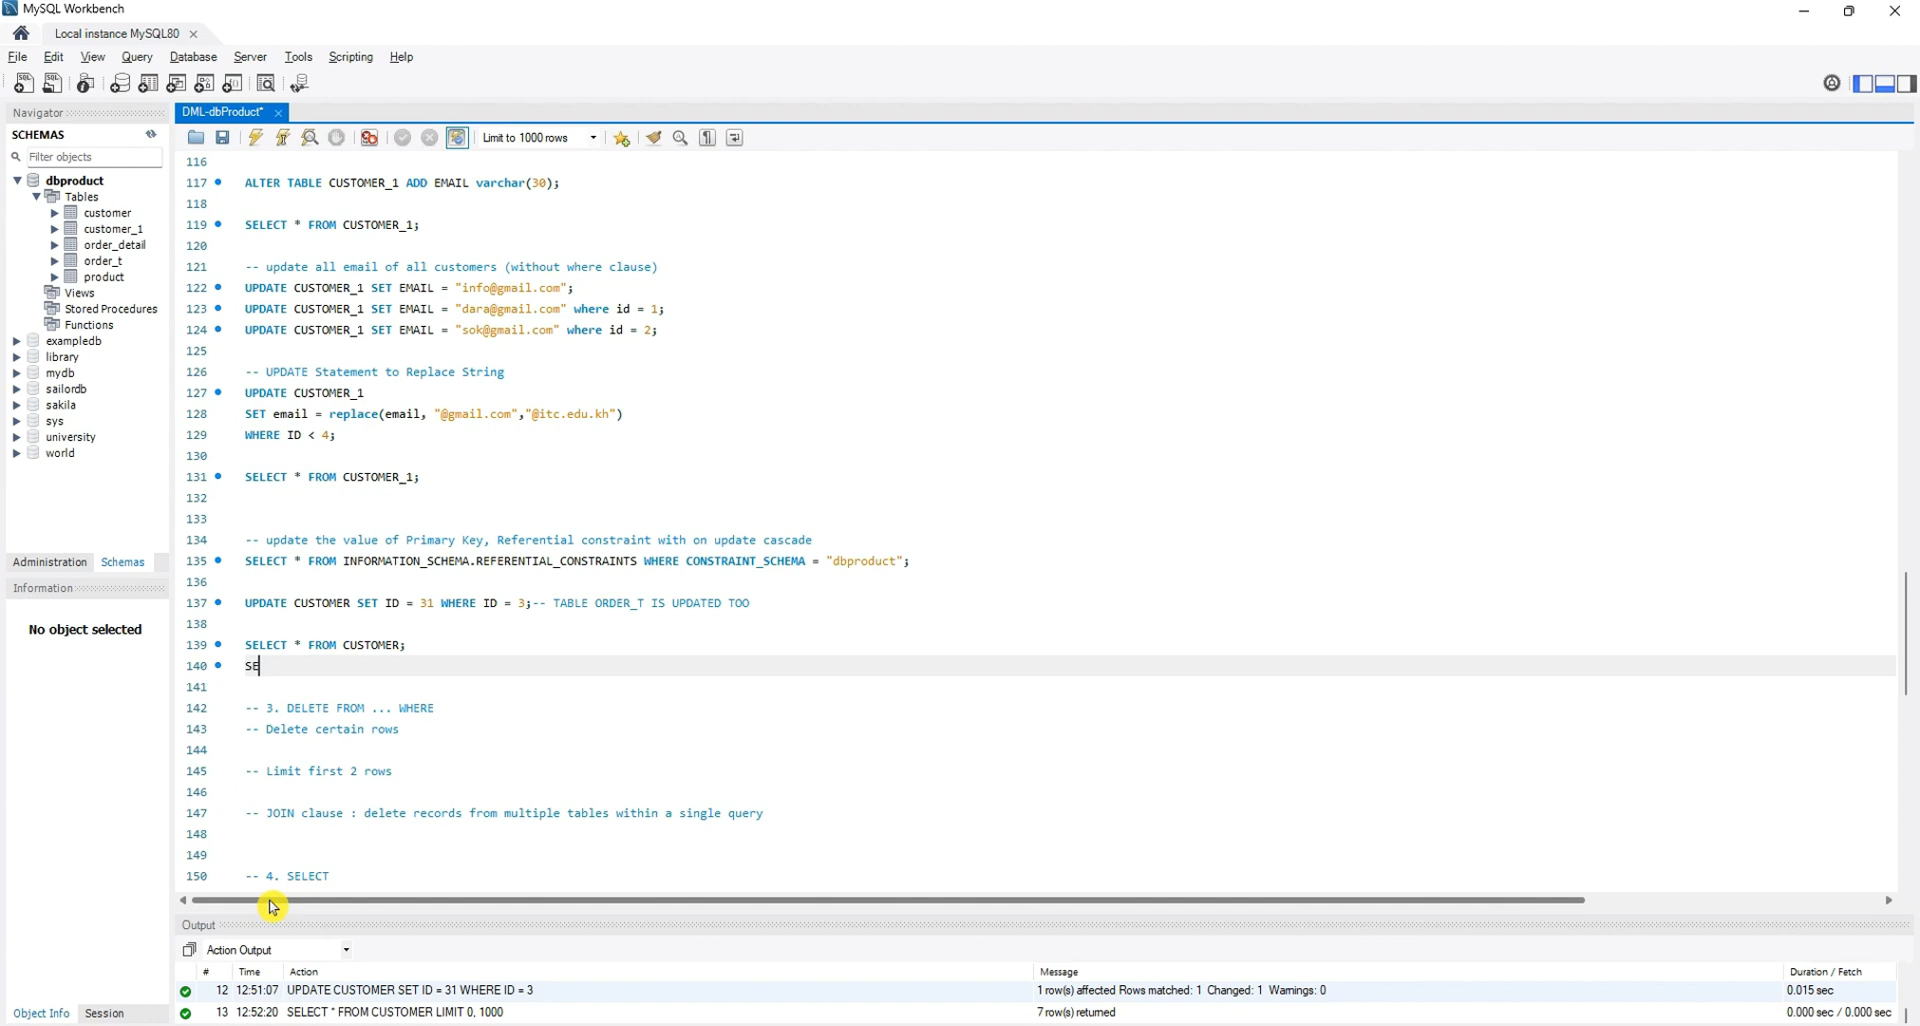 MySQL Workbench
Local instance MySQL80
File Edit View Query Database Server Tools Scripting Help
Navigator
DML-dbProduct*
SCHEMAS
Filter objects
Limit to 1000 rows
dbproduct
Tables
customer
customer_1
order_detail
order_t
product
Views
Stored Procedures
Functions
exampledb
library
mydb
sailordb
sakila
sys
university
world
Administration Schemas
Information
No object selected
Object Info Session
116
117 ALTER TABLE CUSTOMER_1 ADD EMAIL varchar(30);
118
119 SELECT * FROM CUSTOMER_1;
120
121 -- update all email of all customers (without where clause)
122 UPDATE CUSTOMER_1 SET EMAIL = "info@gmail.com";
123 UPDATE CUSTOMER_1 SET EMAIL = "dara@gmail.com" where id = 1;
124 UPDATE CUSTOMER_1 SET EMAIL = "sok@gmail.com" where id = 2;
125
126 -- UPDATE Statement to Replace String
127 UPDATE CUSTOMER_1
128 SET email = replace(email, "@gmail.com","@itc.edu.kh")
129 WHERE ID < 4;
130
131 SELECT * FROM CUSTOMER_1;
132
133
134 -- update the value of Primary Key, Referential constraint with on update cascade
135 SELECT * FROM INFORMATION_SCHEMA.REFERENTIAL_CONSTRAINTS WHERE CONSTRAINT_SCHEMA = "dbproduct";
136
137 UPDATE CUSTOMER SET ID = 31 WHERE ID = 3;-- TABLE ORDER_T IS UPDATED TOO
138
139 SELECT * FROM CUSTOMER;
140 SE
141
142 -- 3. DELETE FROM ... WHERE
143 -- Delete certain rows
144
145 -- Limit first 2 rows
146
147 -- JOIN clause : delete records from multiple tables within a single query
148
149
150 -- 4. SELECT
Output
Action Output
# Time Action Message Duration / Fetch
12 12:51:07 UPDATE CUSTOMER SET ID = 31 WHERE ID = 3 1 row(s) affected Rows matched: 1 Changed: 1 Warnings: 0 0.015 sec
13 12:52:20 SELECT * FROM CUSTOMER LIMIT 0, 1000 7 row(s) returned 0.000 sec / 0.000 sec